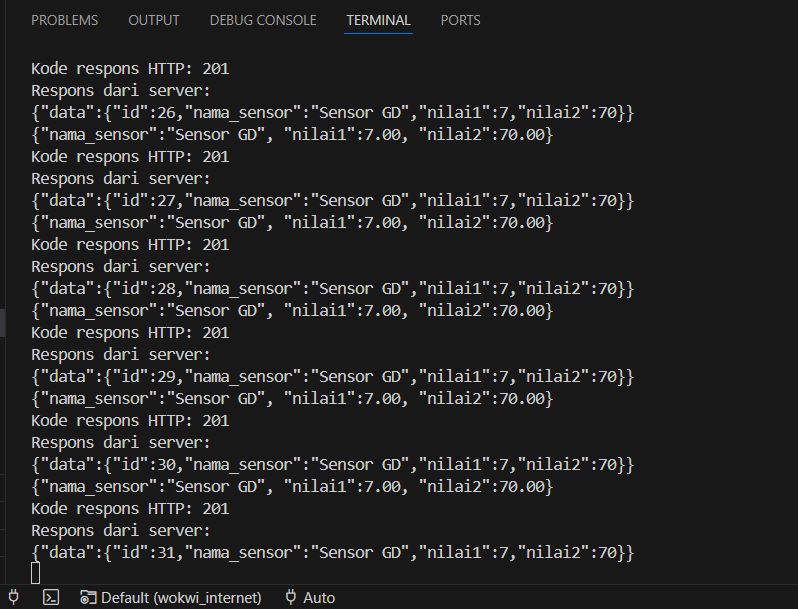 PROBLEMS OUTPUT DEBUG CONSOLE TERMINAL PORTS
Kode respons HTTP: 201
Respons dari server:
{"data":{"id":26,"nama_sensor":"Sensor GD","nilai1":7,"nilai2":70}}
{"nama_sensor":"Sensor GD", "nilai1":7.00, "nilai2":70.00}
Kode respons HTTP: 201
Respons dari server:
{"data":{"id":27,"nama_sensor":"Sensor GD","nilai1":7,"nilai2":70}}
{"nama_sensor":"Sensor GD", "nilai1":7.00, "nilai2":70.00}
Kode respons HTTP: 201
Respons dari server:
{"data":{"id":28,"nama_sensor":"Sensor GD","nilai1":7,"nilai2":70}}
{"nama_sensor":"Sensor GD", "nilai1":7.00, "nilai2":70.00}
Kode respons HTTP: 201
Respons dari server:
{"data":{"id":29,"nama_sensor":"Sensor GD","nilai1":7,"nilai2":70}}
{"nama_sensor":"Sensor GD", "nilai1":7.00, "nilai2":70.00}
Kode respons HTTP: 201
Respons dari server:
{"data":{"id":30,"nama_sensor":"Sensor GD","nilai1":7,"nilai2":70}}
{"nama_sensor":"Sensor GD", "nilai1":7.00, "nilai2":70.00}
Kode respons HTTP: 201
Respons dari server:
{"data":{"id":31,"nama_sensor":"Sensor GD","nilai1":7,"nilai2":70}}
Default (wokwi_internet) Auto